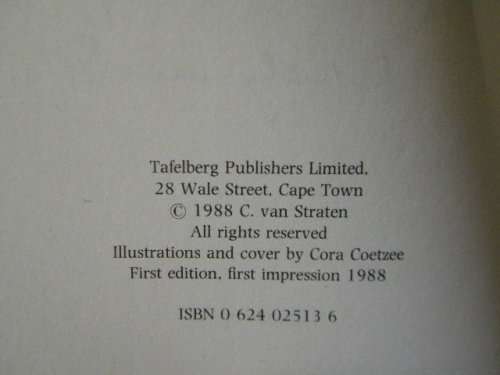 Tafelberg Publishers Limited,
28 Wale Street, Cape Town
© 1988 C. van Straten
All rights reserved
Illustrations and cover by Cora Coetzee
First edition, first impression 1988
ISBN 0 624 02513 6